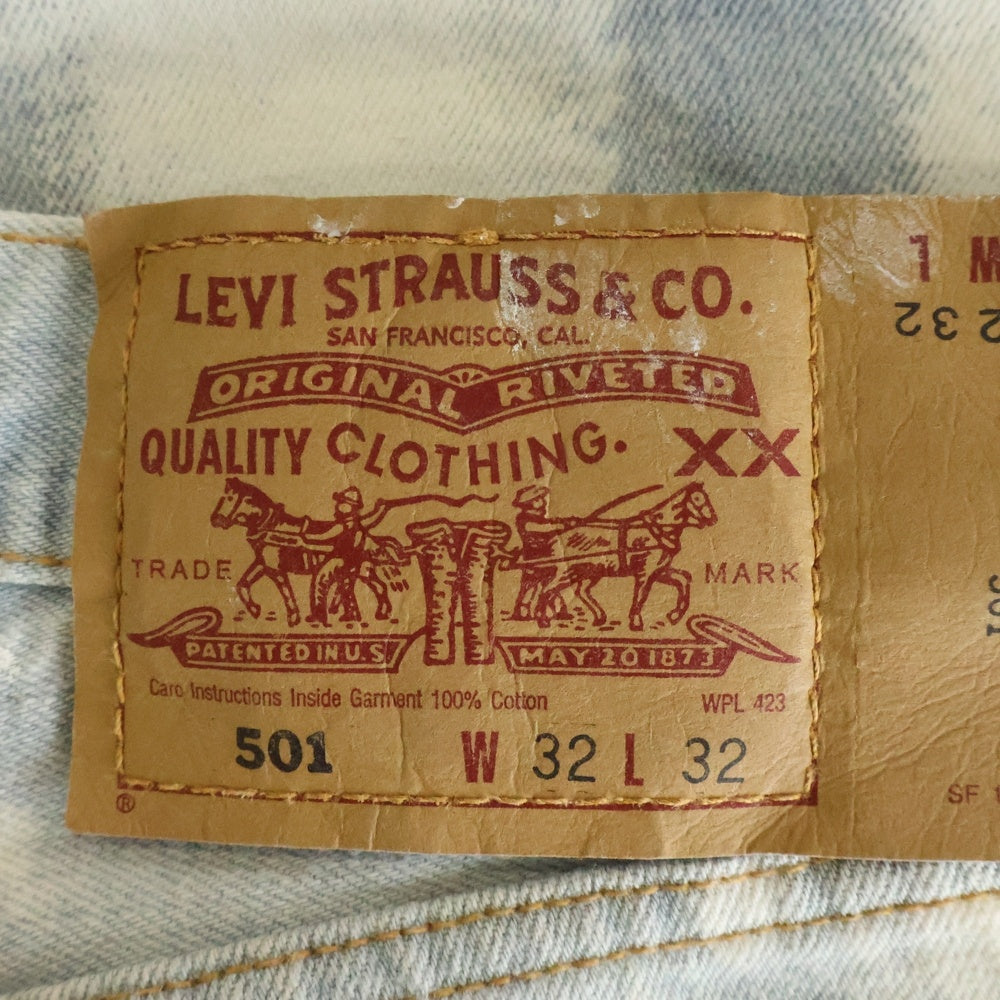 LEVI STRAUSS & CO.
SAN FRANCISCO, CAL.
ORIGINAL RIVETED
QUALITY CLOTHING. XX
TRADE MARK
PATENTED IN U.S
MAY 20 1873
Care Instructions Inside Garment 100% Cotton WPL 423
501 W 32 L 32
®
SF